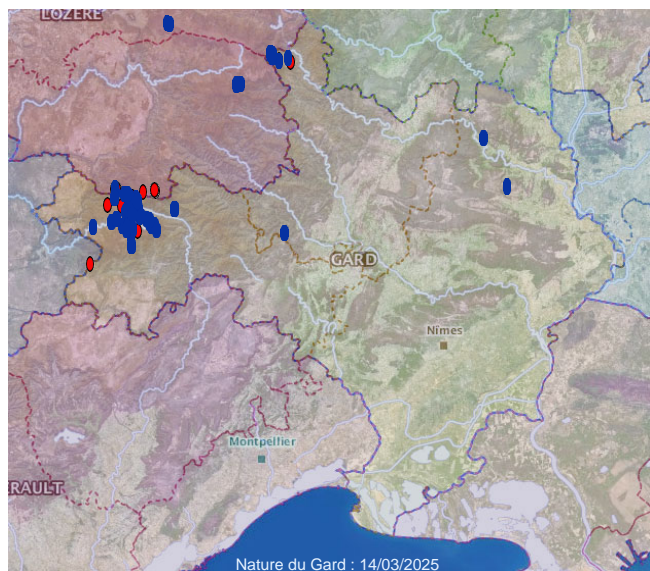 LOZÈRE
GARD
Nîmes
Montpellier
ÉRAULT
Nature du Gard : 14/03/2025